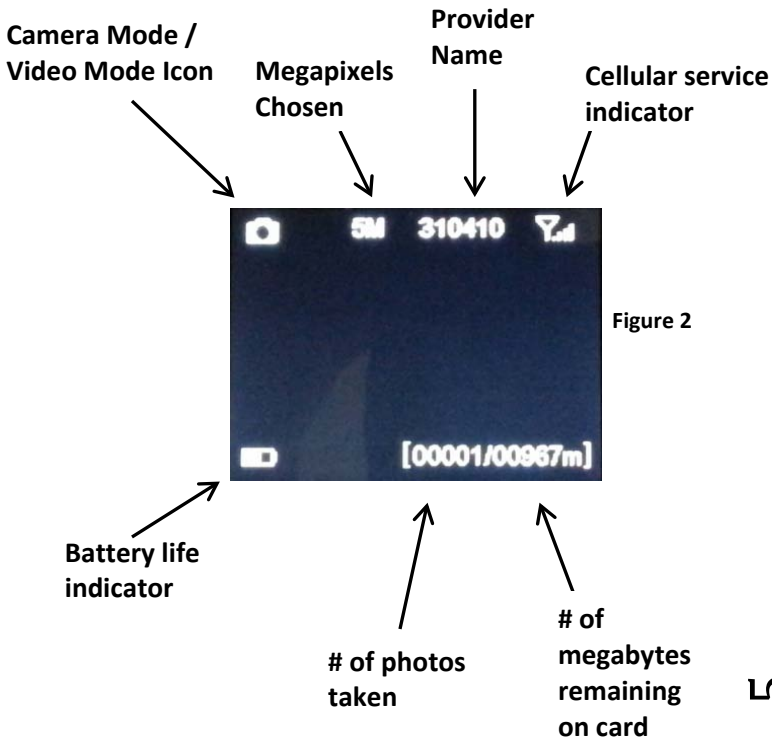 Camera Mode /
Video Mode Icon
Megapixels
Chosen
Provider
Name
Cellular service
indicator
5M 310410
Figure 2
[00001/00967m]
Battery life
indicator
# of photos
taken
# of
megabytes
remaining
on card